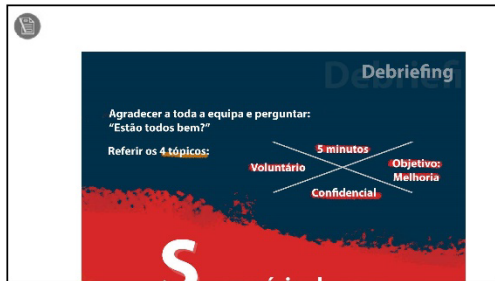 Debriefing
Agradecer a toda a equipa e perguntar:
“Estão todos bem?”
Referir os 4 tópicos:
5 minutos
Voluntário
Objetivo:
Melhoria
Confidencial
S